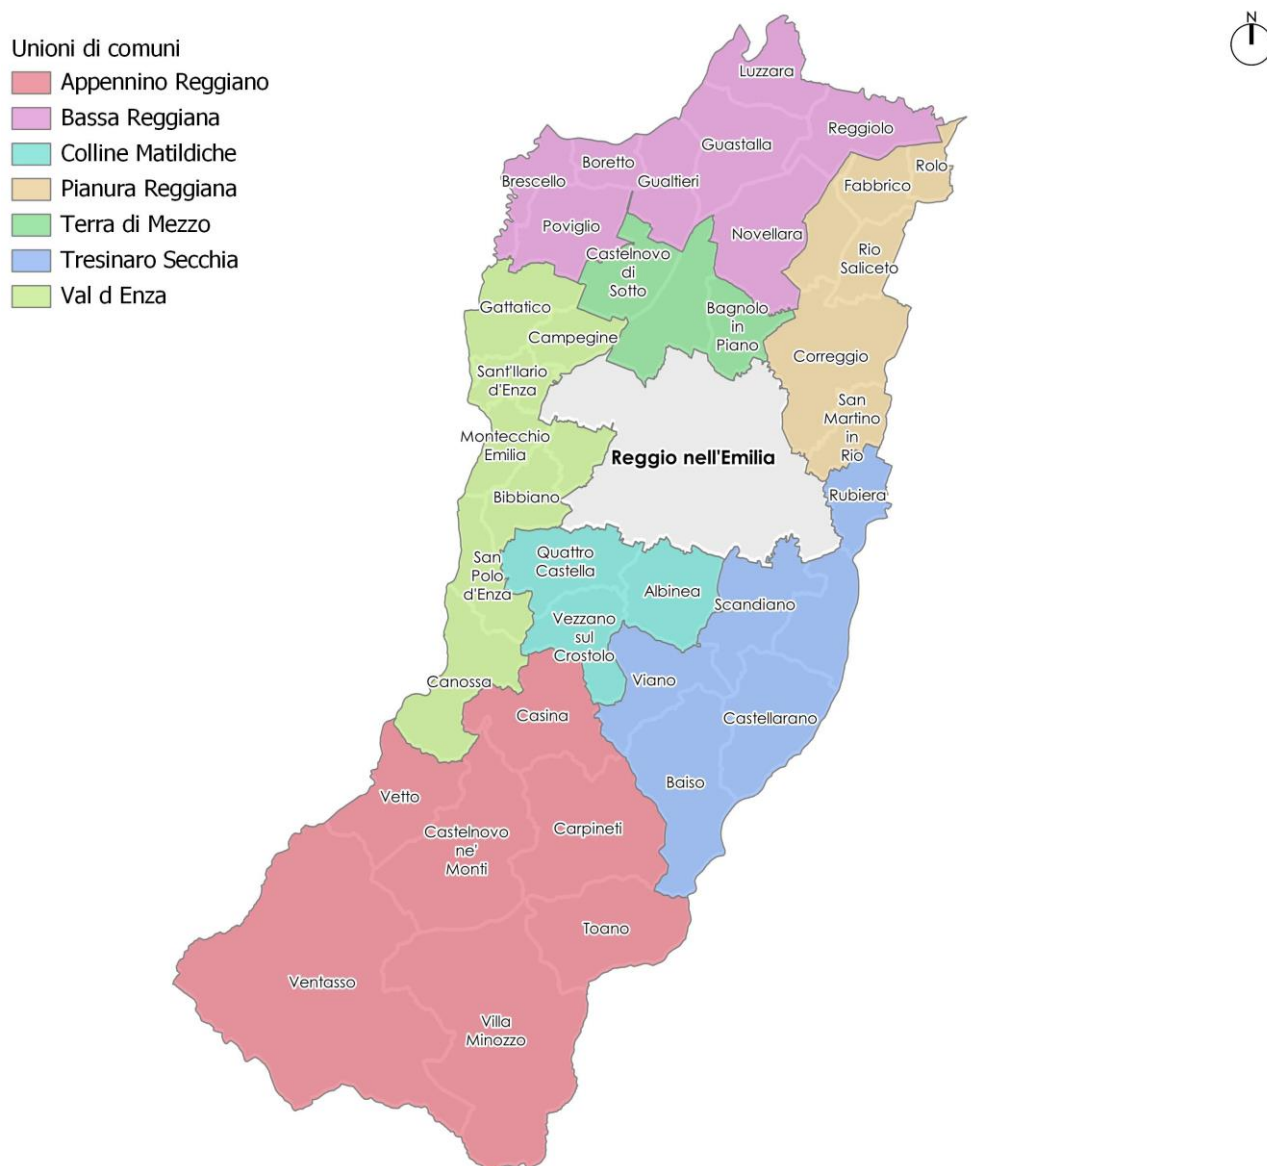 N
Unioni di comuni
Appennino Reggiano
Bassa Reggiana
Colline Matildiche
Pianura Reggiana
Terra di Mezzo
Tresinaro Secchia
Val d Enza
Luzzara
Reggiolo
Guastalla
Boretto
Rolo
Brescello
Gualtieri
Fabbrico
Poviglio
Novellara
Castelnovo
di
Sotto
Rio
Saliceto
Gattatico
Bagnolo
in
Piano
Campegine
Correggio
Sant'Ilario
d'Enza
San
Martino
in
Rio
Montecchio
Emilia
Reggio nell'Emilia
Bibbiano
Rubiera
Quattro
Castella
San
Polo
d'Enza
Albinea
Scandiano
Vezzano
sul
Crostolo
Canossa
Viano
Casina
Castellarano
Baiso
Vetto
Castelnovo
ne'
Monti
Carpineti
Toano
Ventasso
Villa
Minozzo